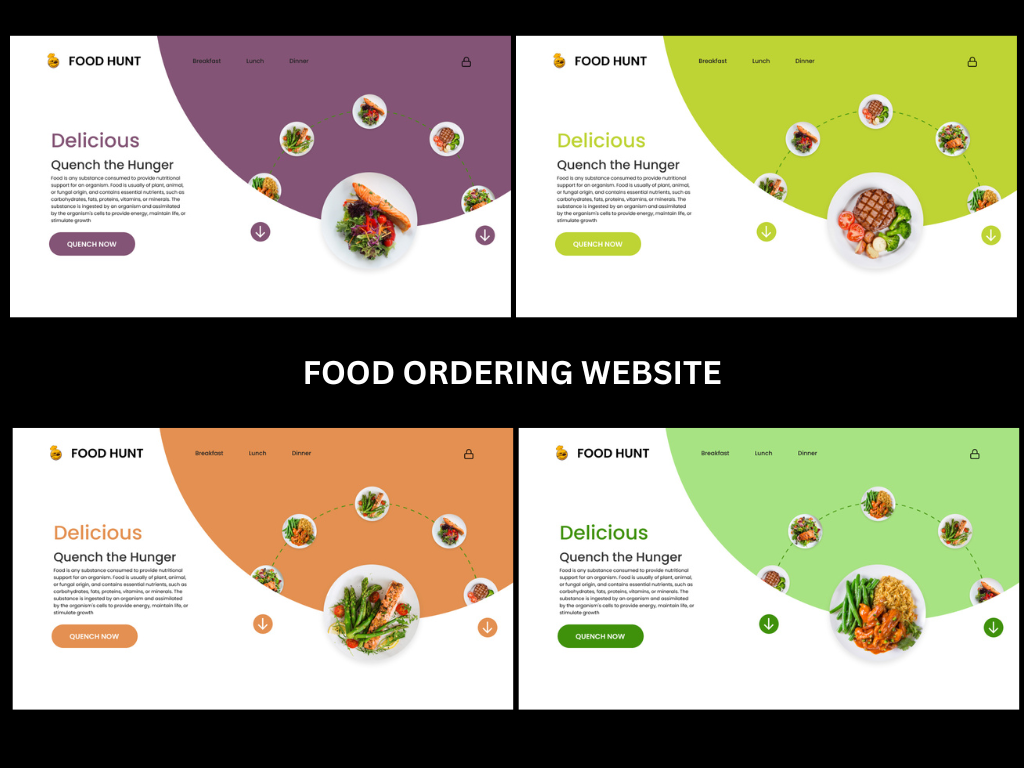 FOOD HUNT
Breakfast Lunch Dinner
Delicious
Quench the Hunger
Food is any substance consumed to provide nutritional
support for an organism. Food is usually of plant, animal,
or fungal origin, and contains essential nutrients, such as
carbohydrates, fats, proteins, vitamins, or minerals. The
substance is ingested by an organism and assimilated
by the organism's cells to provide energy, maintain life, or
stimulate growth
QUENCH NOW
FOOD HUNT
Breakfast Lunch Dinner
Delicious
Quench the Hunger
Food is any substance consumed to provide nutritional
support for an organism. Food is usually of plant, animal,
or fungal origin, and contains essential nutrients, such as
carbohydrates, fats, proteins, vitamins, or minerals. The
substance is ingested by an organism and assimilated
by the organism's cells to provide energy, maintain life, or
stimulate growth
QUENCH NOW
FOOD ORDERING WEBSITE
FOOD HUNT
Breakfast Lunch Dinner
Delicious
Quench the Hunger
Food is any substance consumed to provide nutritional
support for an organism. Food is usually of plant, animal,
or fungal origin, and contains essential nutrients, such as
carbohydrates, fats, proteins, vitamins, or minerals. The
substance is ingested by an organism and assimilated
by the organism's cells to provide energy, maintain life, or
stimulate growth
QUENCH NOW
FOOD HUNT
Breakfast Lunch Dinner
Delicious
Quench the Hunger
Food is any substance consumed to provide nutritional
support for an organism. Food is usually of plant, animal,
or fungal origin, and contains essential nutrients, such as
carbohydrates, fats, proteins, vitamins, or minerals. The
substance is ingested by an organism and assimilated
by the organism's cells to provide energy, maintain life, or
stimulate growth
QUENCH NOW